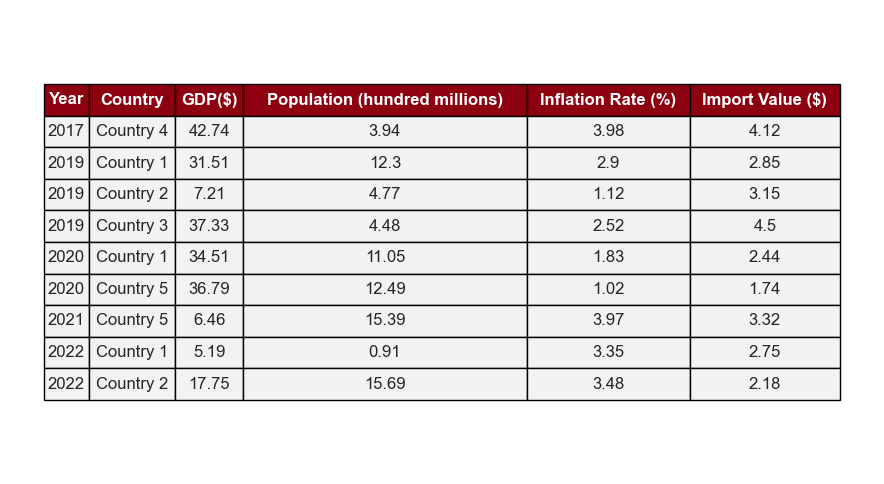 Year Country GDP($) Population (hundred millions) Inflation Rate (%) Import Value ($)
2017 Country 4 42.74 3.94 3.98 4.12
2019 Country 1 31.51 12.3 2.9 2.85
2019 Country 2 7.21 4.77 1.12 3.15
2019 Country 3 37.33 4.48 2.52 4.5
2020 Country 1 34.51 11.05 1.83 2.44
2020 Country 5 36.79 12.49 1.02 1.74
2021 Country 5 6.46 15.39 3.97 3.32
2022 Country 1 5.19 0.91 3.35 2.75
2022 Country 2 17.75 15.69 3.48 2.18